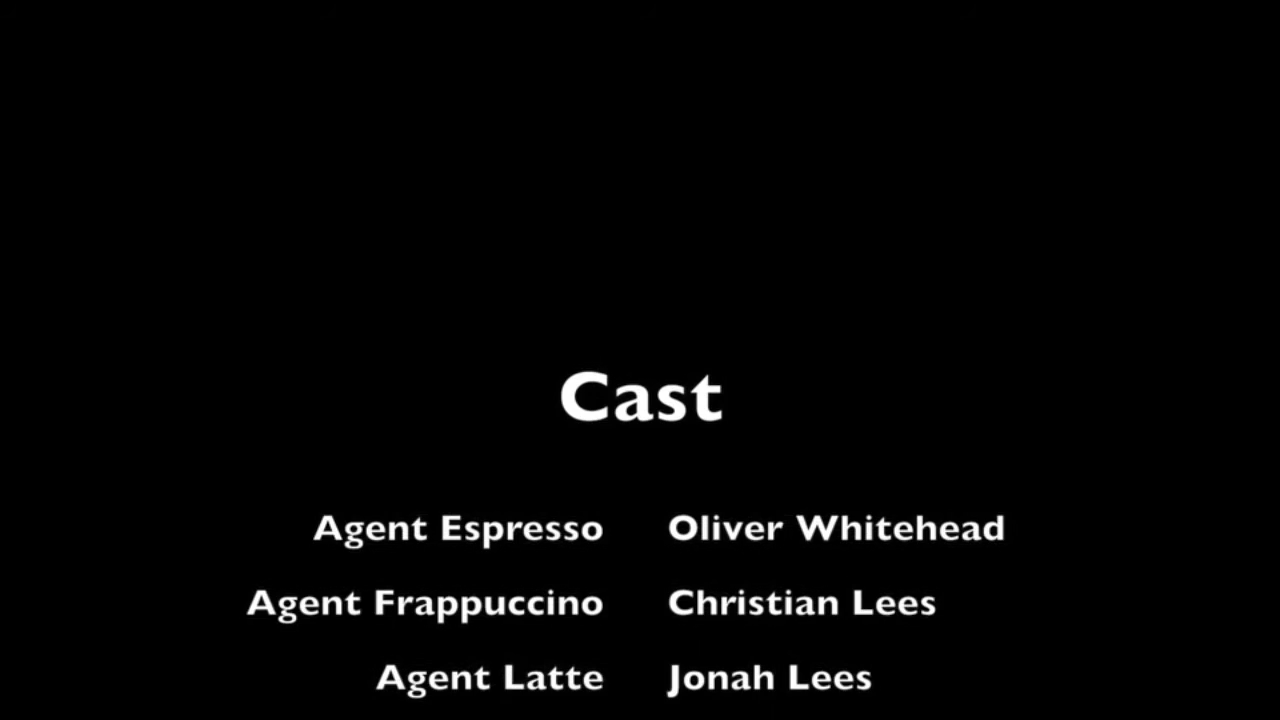 Cast
Agent Espresso Oliver Whitehead
Agent Frappuccino Christian Lees
Agent Latte Jonah Lees